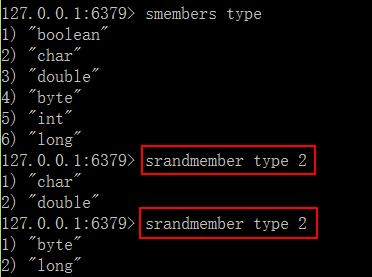 127.0.0.1:6379> smembers type
1) "boolean"
2) "char"
3) "double"
4) "byte"
5) "int"
6) "long"
127.0.0.1:6379> srandmember type 2
1) "char"
2) "double"
127.0.0.1:6379> srandmember type 2
1) "byte"
2) "long"